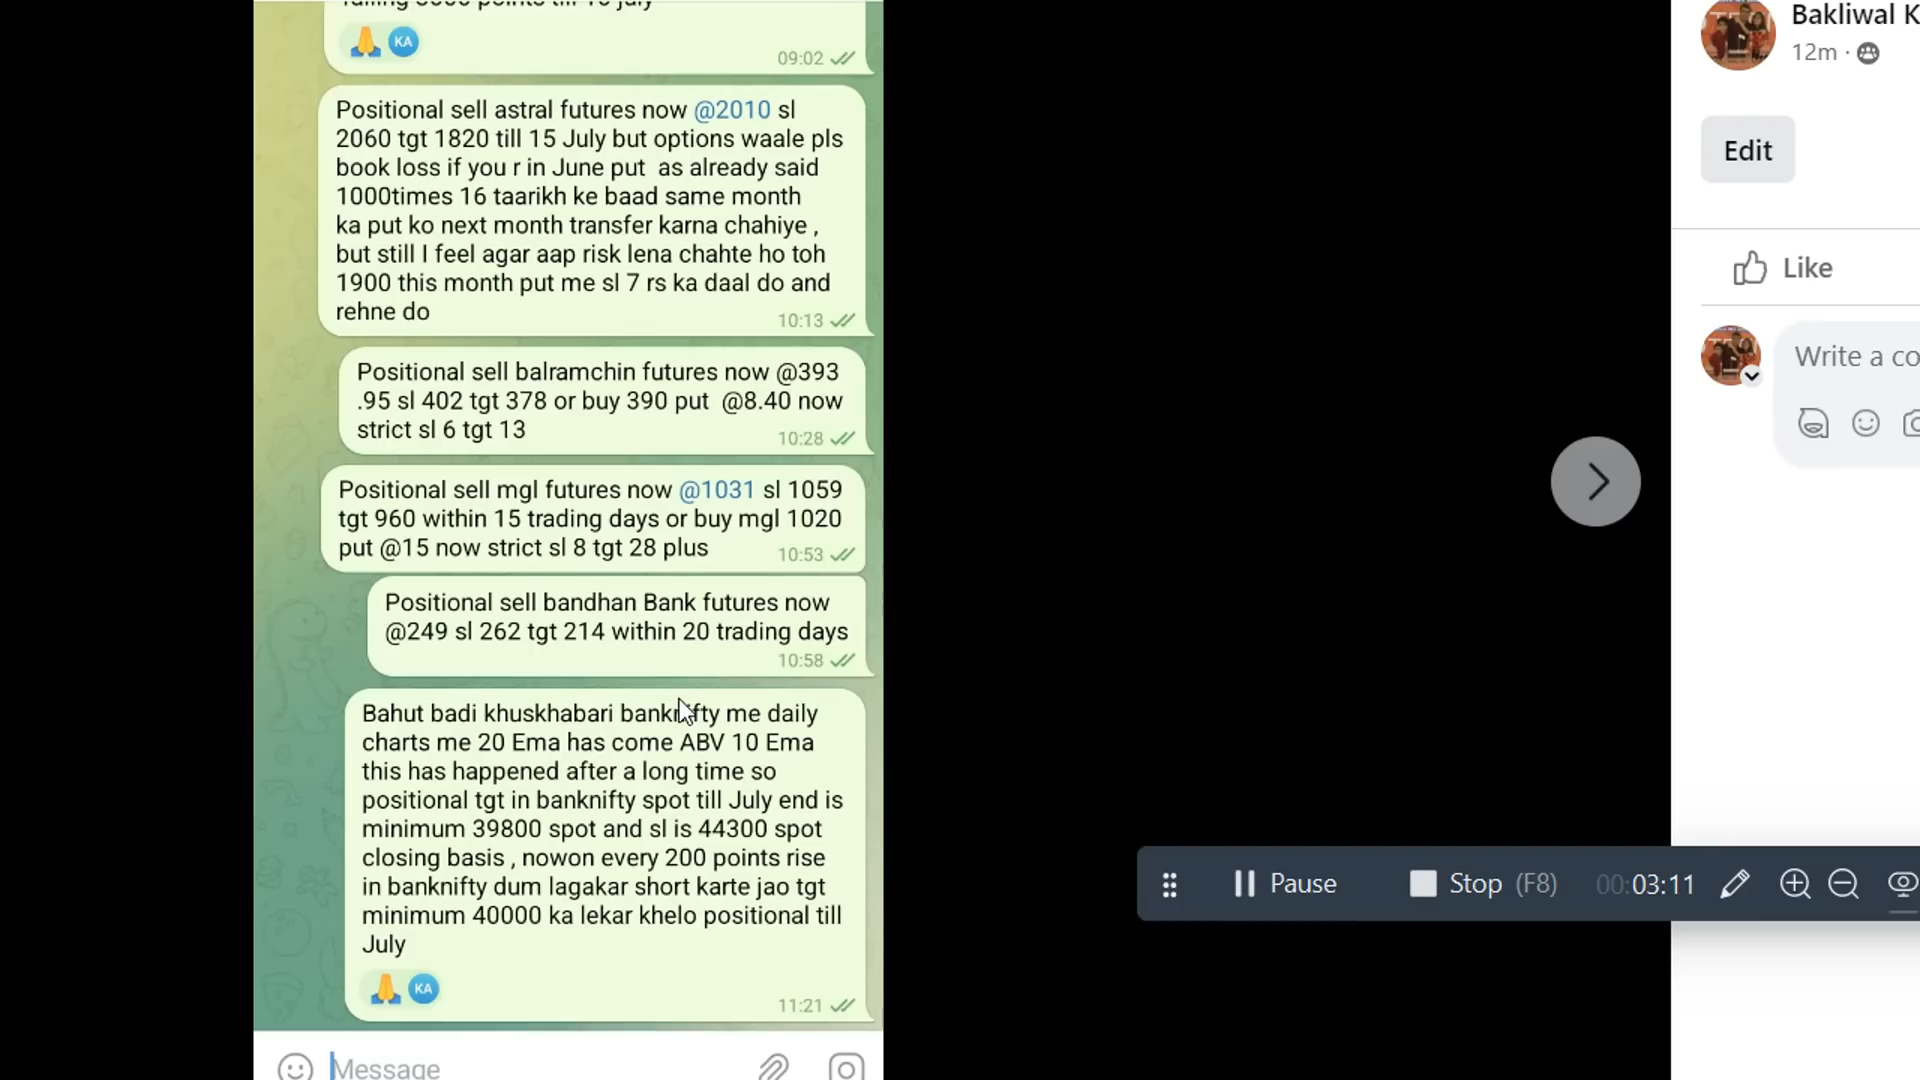 falling 3000 points till 10 july
KA
09:02
Positional sell astral futures now @2010 sl
2060 tgt 1820 till 15 July but options waale pls
book loss if you r in June put as already said
1000times 16 taarikh ke baad same month
ka put ko next month transfer karna chahiye ,
but still I feel agar aap risk lena chahte ho toh
1900 this month put me sl 7 rs ka daal do and
rehne do
10:13
Positional sell balramchin futures now @393
.95 sl 402 tgt 378 or buy 390 put @8.40 now
strict sl 6 tgt 13
10:28
Positional sell mgl futures now @1031 sl 1059
tgt 960 within 15 trading days or buy mgl 1020
put @15 now strict sl 8 tgt 28 plus
10:53
Positional sell bandhan Bank futures now
@249 sl 262 tgt 214 within 20 trading days
10:58
Bahut badi khuskhabari banknifty me daily
charts me 20 Ema has come ABV 10 Ema
this has happened after a long time so
positional tgt in banknifty spot till July end is
minimum 39800 spot and sl is 44300 spot
closing basis , nowon every 200 points rise
in banknifty dum lagakar short karte jao tgt
minimum 40000 ka lekar khelo positional till
July
KA
11:21
Message
Bakliwal K
12m ·
Edit
Like
Write a co
Pause
Stop (F8)
00:03:11